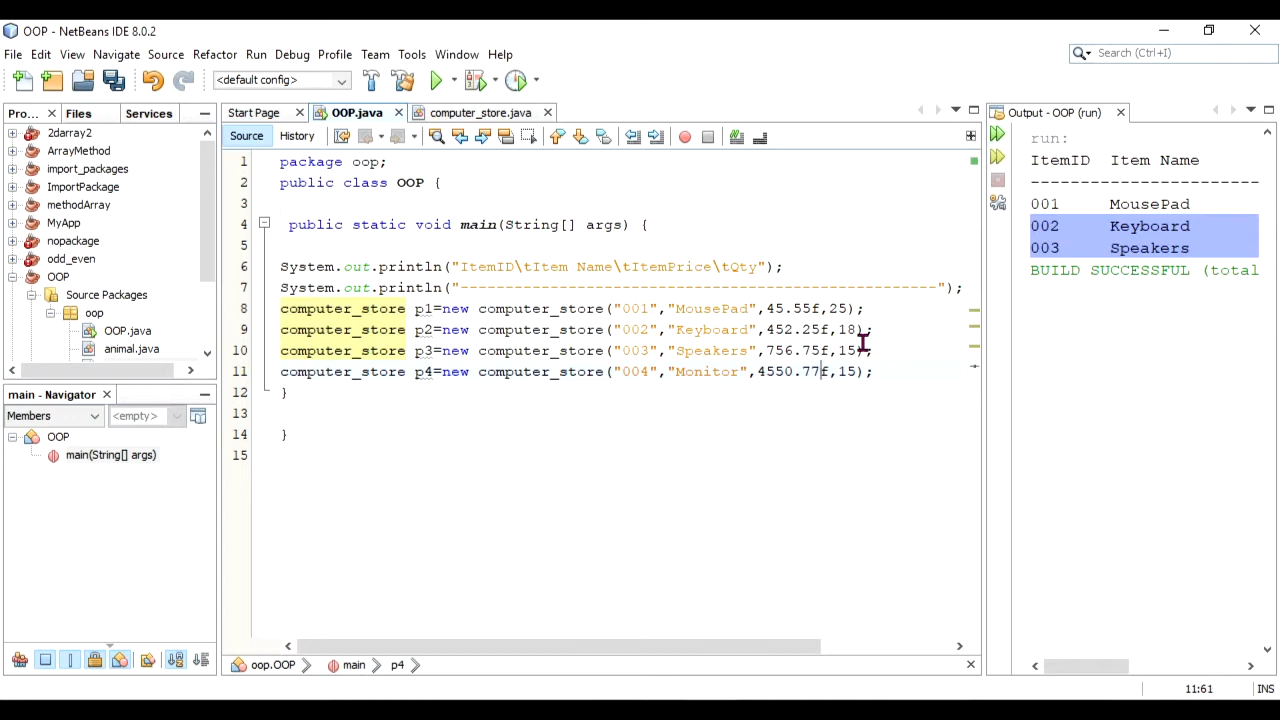 OOP - NetBeans IDE 8.0.2
File Edit View Navigate Source Refactor Run Debug Profile Team Tools Window Help
Search (Ctrl+I)
<default config>
Pro... Files Services
2darray2
ArrayMethod
import_packages
ImportPackage
methodArray
MyApp
nopackage
odd_even
OOP
Source Packages
oop
OOP.java
animal.java
main - Navigator
Members <empty>
OOP
main(String[] args)
Start Page OOP.java computer_store.java
Source History
1 package oop;
2 public class OOP {
3
4 public static void main(String[] args) {
5
6 System.out.println("ItemID\tItem Name\tItemPrice\tQty");
7 System.out.println("-----------------------------------------------------");
8 computer_store p1=new computer_store("001","MousePad",45.55f,25);
9 computer_store p2=new computer_store("002","Keyboard",452.25f,18);
10 computer_store p3=new computer_store("003","Speakers",756.75f,15);
11 computer_store p4=new computer_store("004","Monitor",4550.77f,15);
12 }
13
14 }
15
oop.OOP main p4
Output - OOP (run)
run:
ItemID Item Name
-------------------------
001 MousePad
002 Keyboard
003 Speakers
BUILD SUCCESSFUL (total
11:61 INS